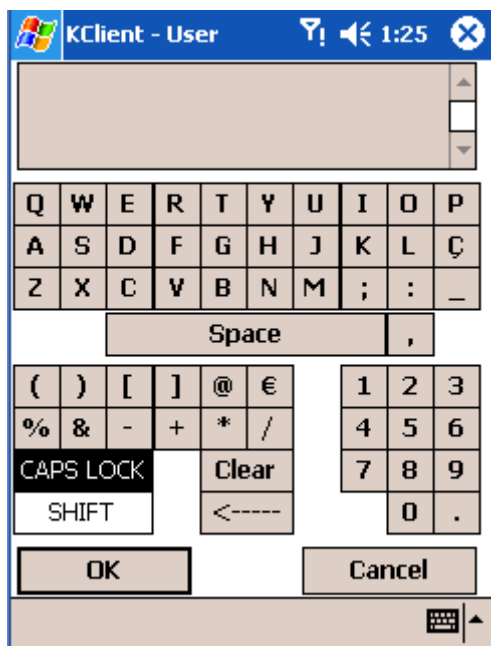 KClient - User 1:25
Q W E R T Y U I O P
A S D F G H J K L Ç
Z X C V B N M ; : _
Space ,
( ) [ ] @ € 1 2 3
% & - + * / 4 5 6
CAPS LOCK Clear 7 8 9
SHIFT <----- 0 .
OK Cancel